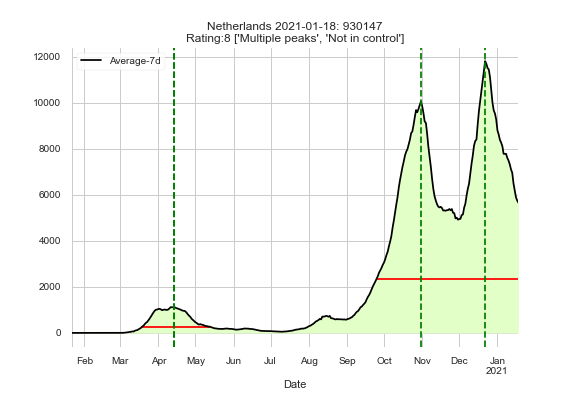 Netherlands 2021-01-18: 930147
Rating:8 ['Multiple peaks', 'Not in control']
Average-7d
12000
10000
8000
6000
4000
2000
0
Feb Mar Apr May Jun Jul Aug Sep Oct Nov Dec Jan
2021
Date